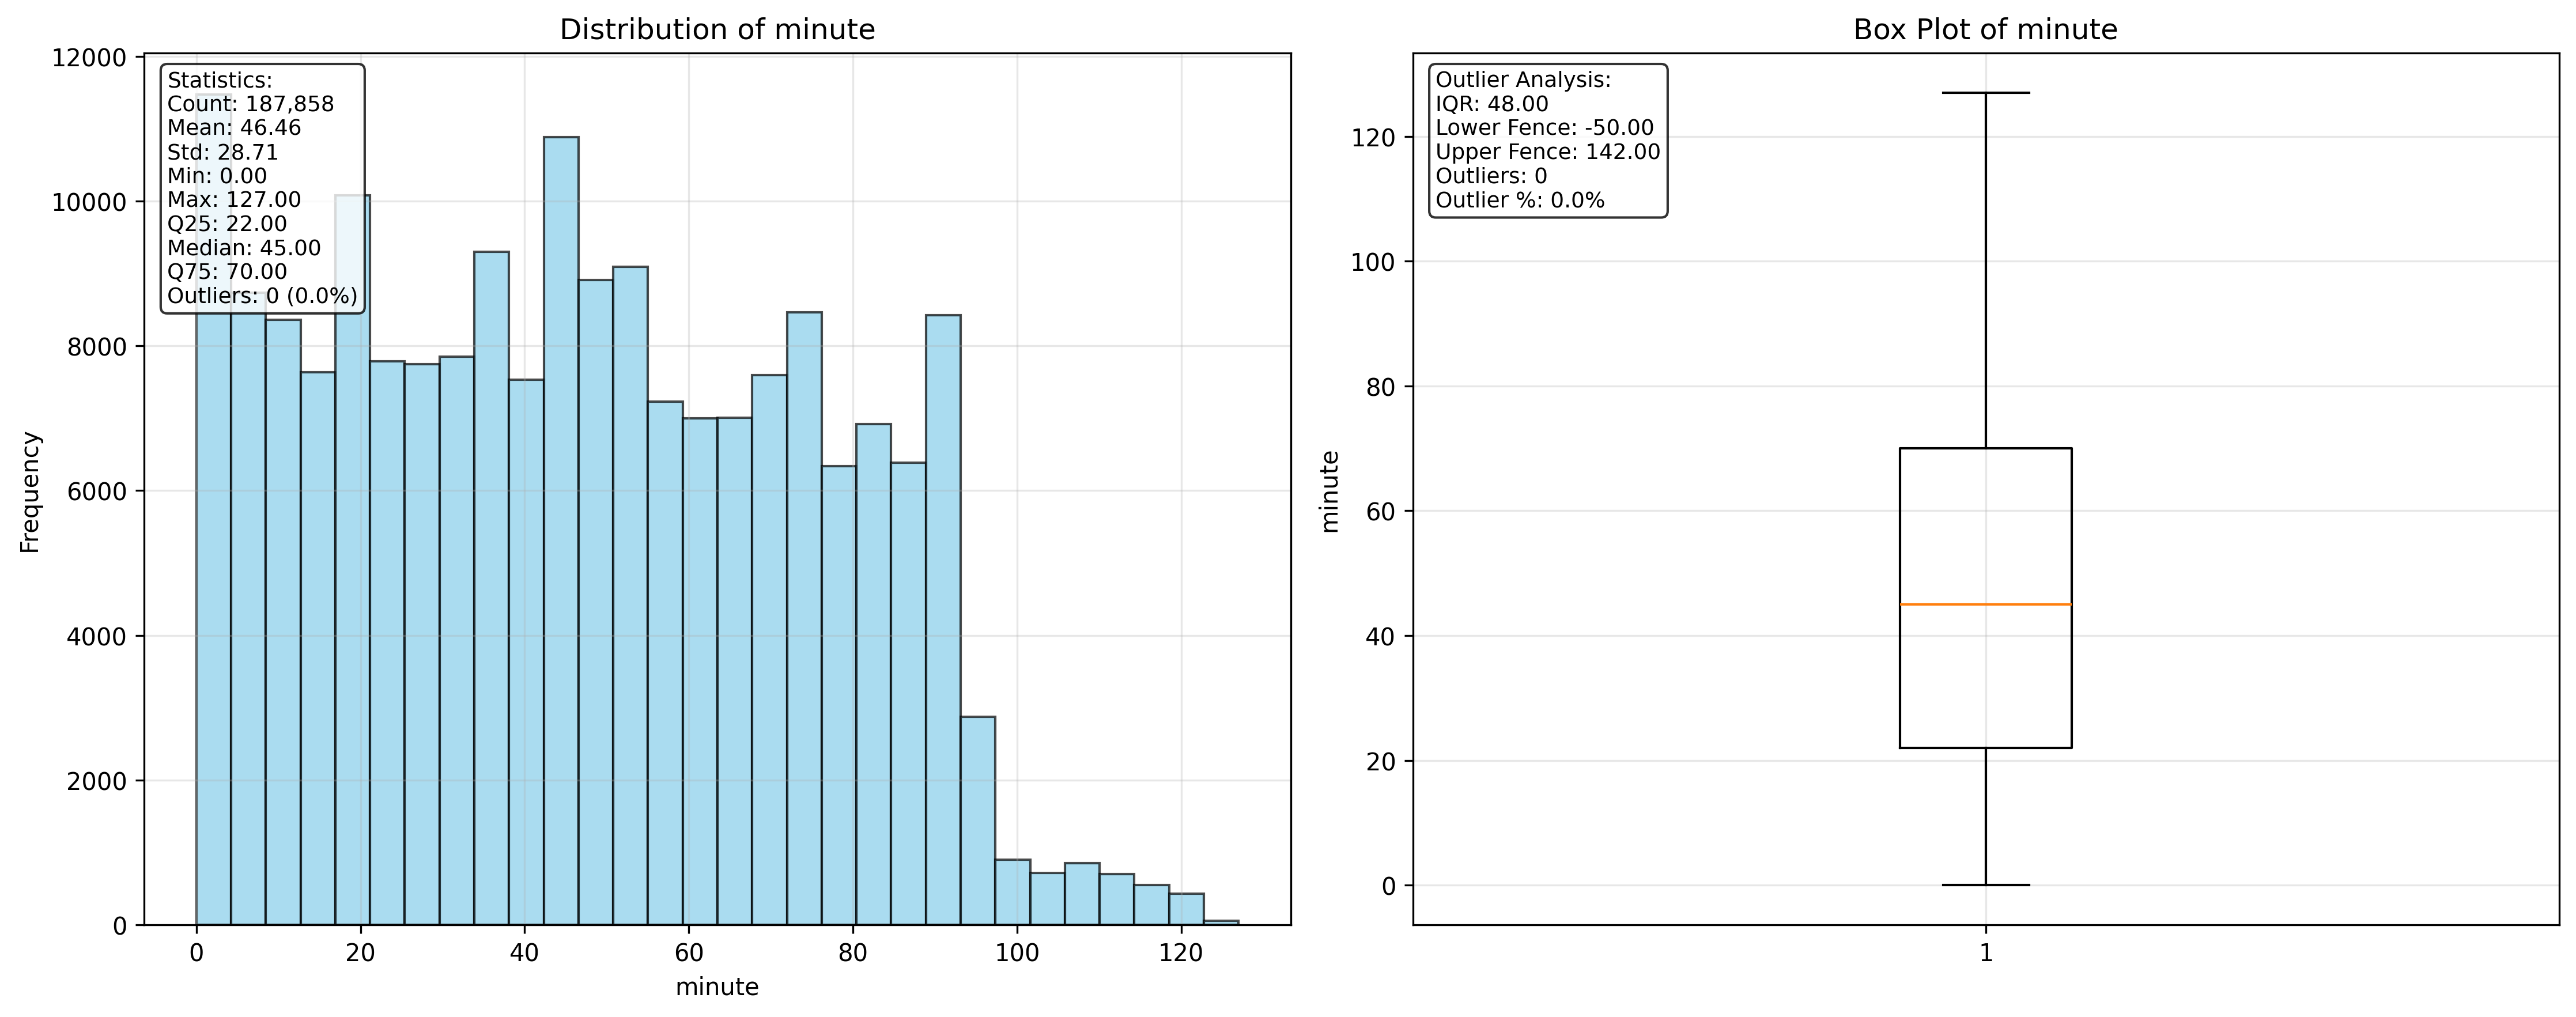 Distribution of minute
12000
10000
8000
6000
4000
2000
0
Frequency
Statistics:
Count: 187,858
Mean: 46.46
Std: 28.71
Min: 0.00
Max: 127.00
Q25: 22.00
Median: 45.00
Q75: 70.00
Outliers: 0 (0.0%)
0 20 40 60 80 100 120
minute
Box Plot of minute
120
100
80
60
40
20
0
minute
Outlier Analysis:
IQR: 48.00
Lower Fence: -50.00
Upper Fence: 142.00
Outliers: 0
Outlier %: 0.0%
1